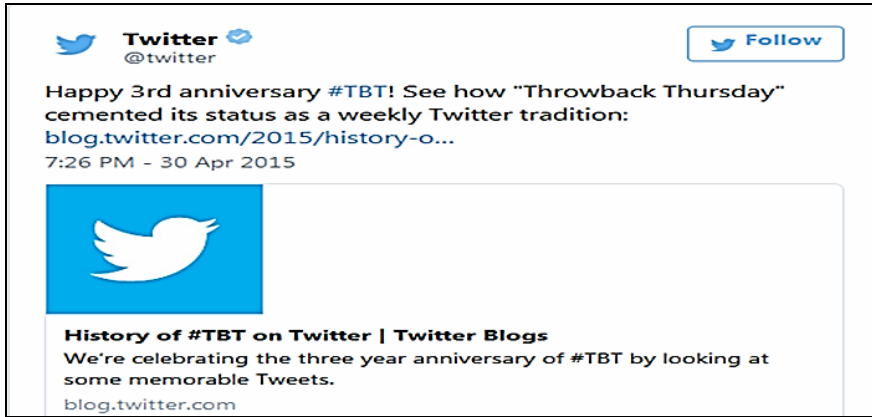 Twitter
@twitter
Follow
Happy 3rd anniversary #TBT! See how "Throwback Thursday"
cemented its status as a weekly Twitter tradition:
blog.twitter.com/2015/history-o...
7:26 PM - 30 Apr 2015
History of #TBT on Twitter | Twitter Blogs
We're celebrating the three year anniversary of #TBT by looking at
some memorable Tweets.
blog.twitter.com